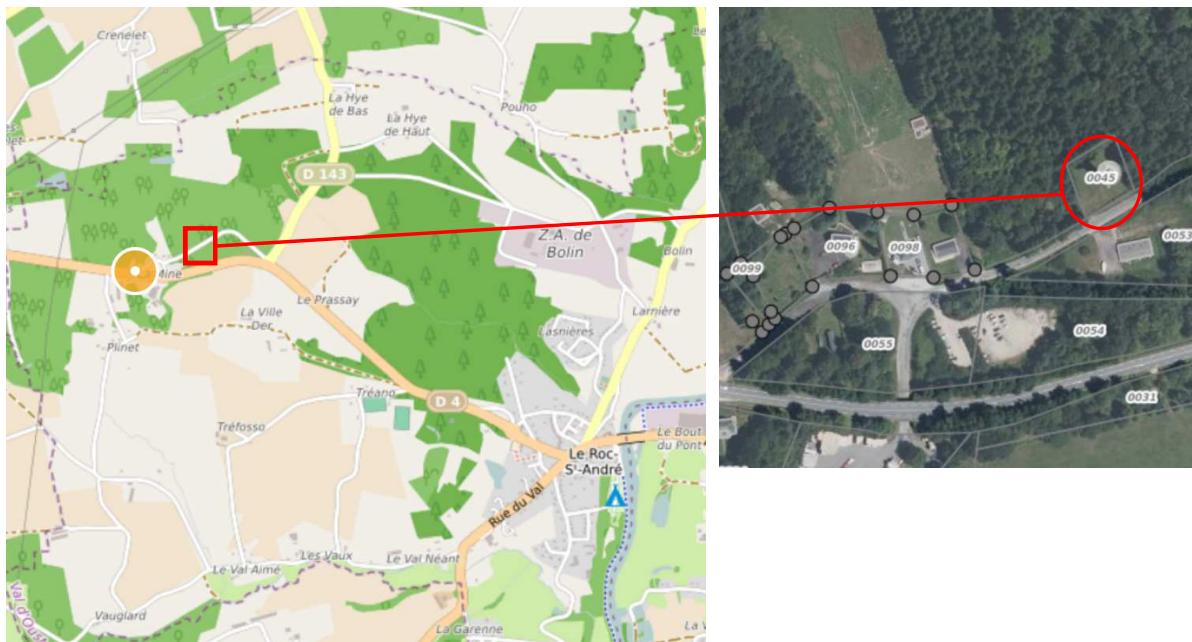 Crenelet
La Hye
de Bas
La Hye
de Haut
Pouho
D 143
Z.A. de
Bolin
Bolin
Mine
Le Prassay
La Ville
Der
Larnière
Lasnières
Plinet
Tréano
D 4
Tréfosso
Le Bout
du Pont
Le Roc-
St-André
Rue du Val
Les Vaux
Le Val Néant
Le Val Aimé
Vauglard
Val d'Ous
La Garenne
La V
0045
0053
0096
0098
0099
0055
0054
0031